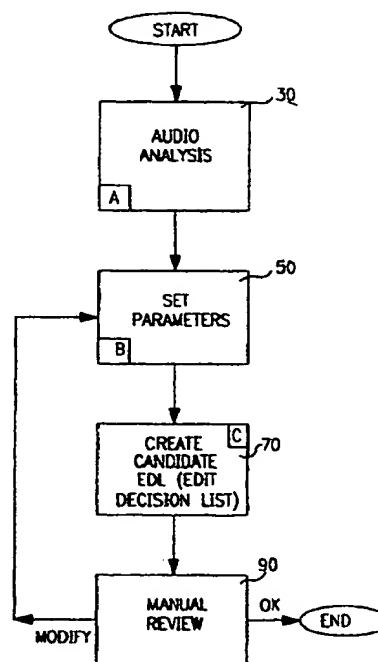 START
30
AUDIO
ANALYSIS
A
50
SET
PARAMETERS
B
C
CREATE
CANDIDATE
EDL (EDIT
DECISION LIST)
70
90
MANUAL
REVIEW
OK
END
MODIFY